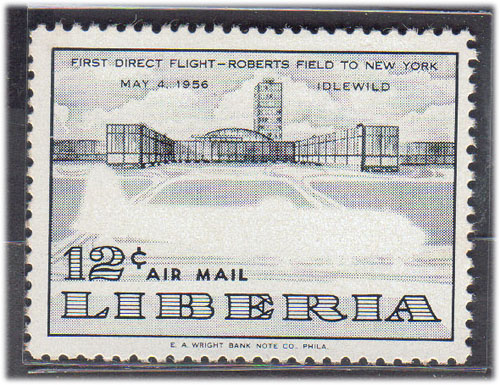 FIRST DIRECT FLIGHT–ROBERTS FIELD TO NEW YORK
MAY 4, 1956 IDLEWILD
12¢ AIR MAIL
LIBERIA
E. A. WRIGHT BANK NOTE CO., PHILA.